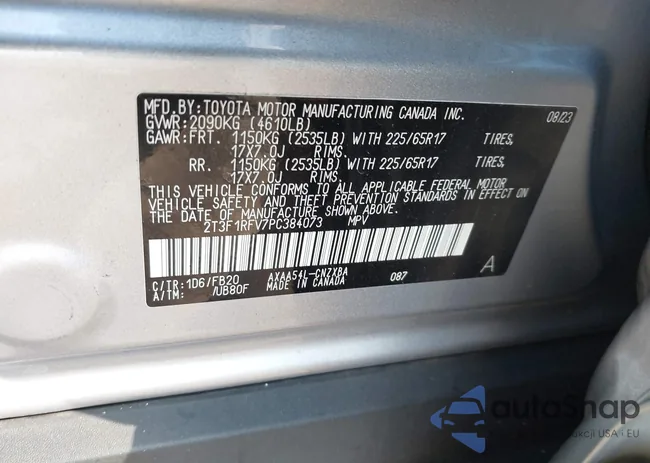 MFD.BY:TOYOTA MOTOR MANUFACTURING CANADA INC. 08/23
GVWR:2090KG (4610LB)
GAWR:FRT. 1150KG (2535LB) WITH 225/65R17 TIRES,
17X7.0J RIMS.
RR. 1150KG (2535LB) WITH 225/65R17 TIRES,
17X7.0J RIMS.
THIS VEHICLE CONFORMS TO ALL APPLICABLE FEDERAL MOTOR
VEHICLE SAFETY AND THEFT PREVENTION STANDARDS IN EFFECT ON
THE DATE OF MANUFACTURE SHOWN ABOVE.
2T3F1RFV7PC384073 MPV
C/TR:1D6/FB20 AXAA54L-CNZXBA 087 A
A/TM: /UB80F MADE IN CANADA
autoSnap
USA - EU